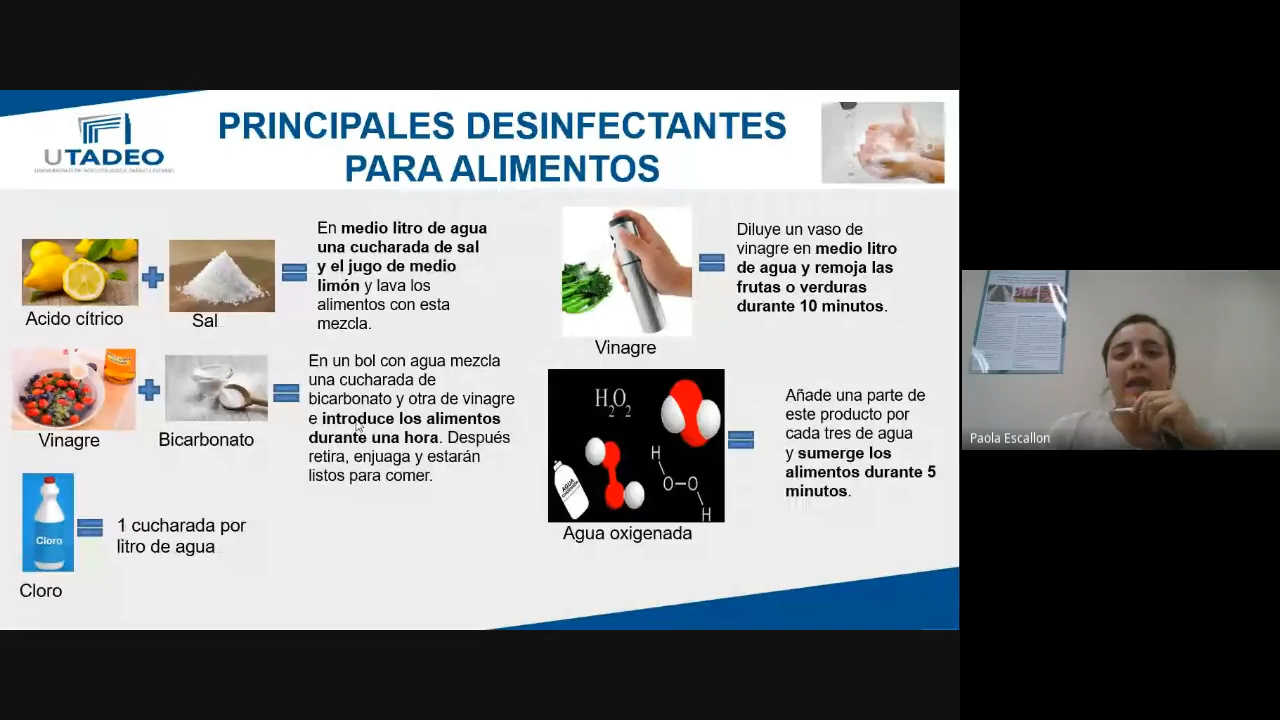 PRINCIPALES DESINFECTANTES
PARA ALIMENTOS
UTADEO
En medio litro de agua
una cucharada de sal
y el jugo de medio
limón y lava los
alimentos con esta
mezcla.
Acido cítrico
Sal
En un bol con agua mezcla
una cucharada de
bicarbonato y otra de vinagre
e introduce los alimentos
durante una hora. Después
retira, enjuaga y estarán
listos para comer.
Vinagre
Bicarbonato
Cloro
1 cucharada por
litro de agua
Cloro
Diluye un vaso de
vinagre en medio litro
de agua y remoja las
frutas o verduras
durante 10 minutos.
Vinagre
H2O2
H
O–O
H
AGUA
Añade una parte de
este producto por
cada tres de agua
y sumerge los
alimentos durante 5
minutos.
Agua oxigenada
Paola Escallon